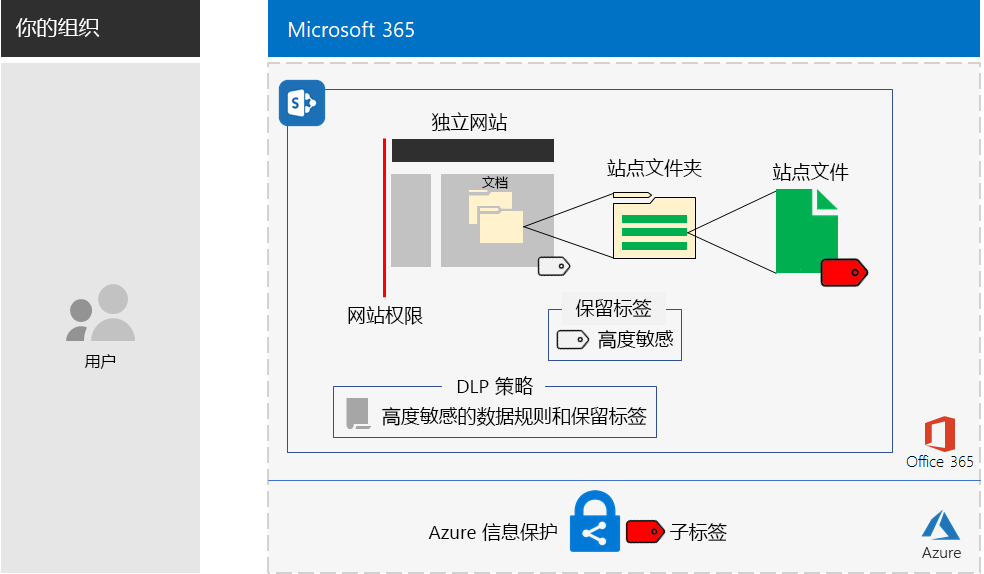 你的组织
Microsoft 365
S
独立网站
站点文件夹
站点文件
文档
网站权限
保留标签
高度敏感
用户
DLP 策略
高度敏感的数据规则和保留标签
Office 365
Azure 信息保护
子标签
Azure